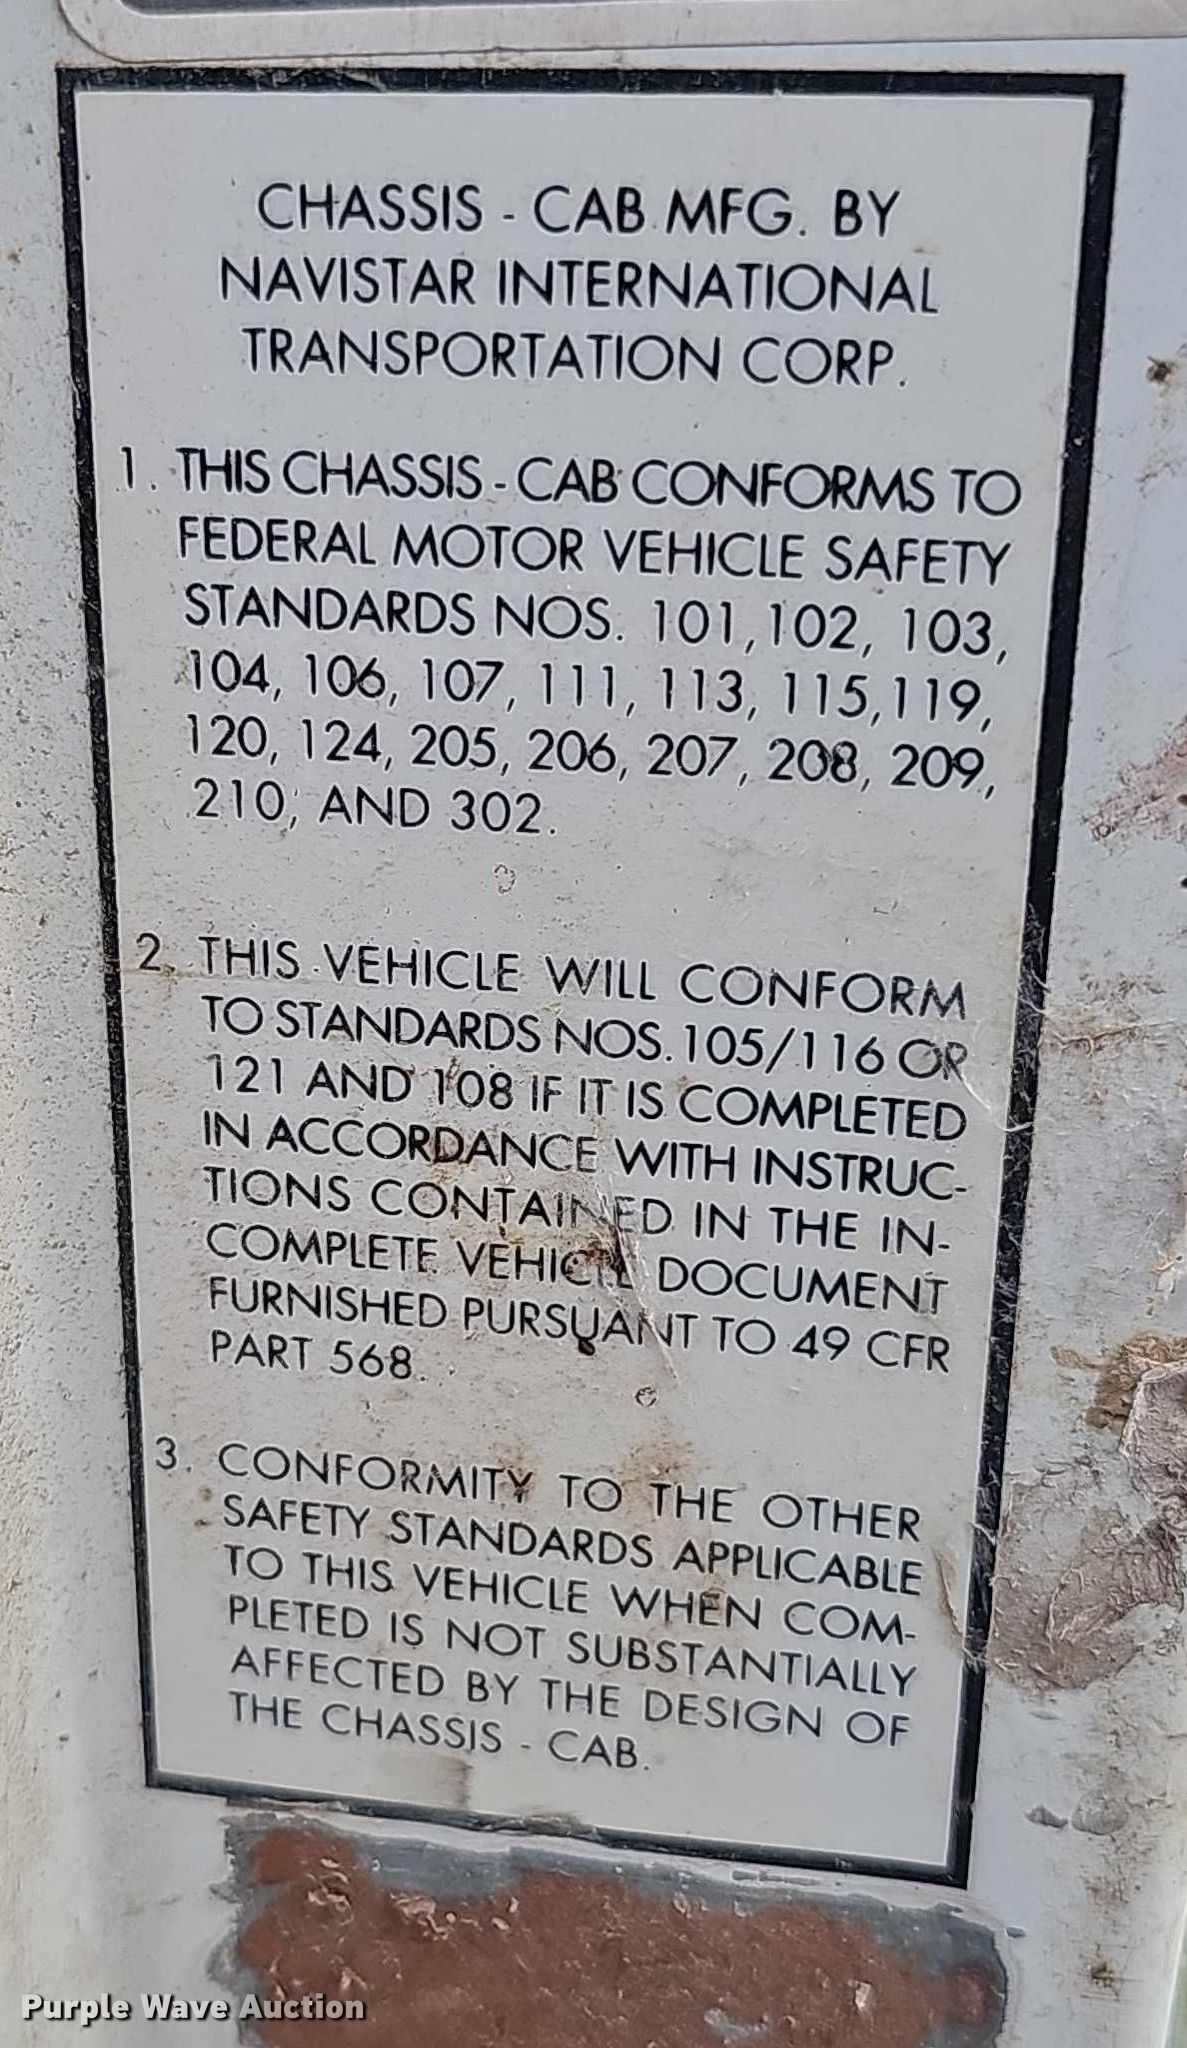 CHASSIS - CAB MFG. BY
NAVISTAR INTERNATIONAL
TRANSPORTATION CORP.
1. THIS CHASSIS - CAB CONFORMS TO
FEDERAL MOTOR VEHICLE SAFETY
STANDARDS NOS. 101, 102, 103,
104, 106, 107, 111, 113, 115, 119,
120, 124, 205, 206, 207, 208, 209,
210, AND 302.
2. THIS VEHICLE WILL CONFORM
TO STANDARDS NOS. 105/116 OR
121 AND 108 IF IT IS COMPLETED
IN ACCORDANCE WITH INSTRUC-
TIONS CONTAINED IN THE IN-
COMPLETE VEHICLE DOCUMENT
FURNISHED PURSUANT TO 49 CFR
PART 568.
3. CONFORMITY TO THE OTHER
SAFETY STANDARDS APPLICABLE
TO THIS VEHICLE WHEN COM-
PLETED IS NOT SUBSTANTIALLY
AFFECTED BY THE DESIGN OF
THE CHASSIS - CAB.
Purple Wave Auction